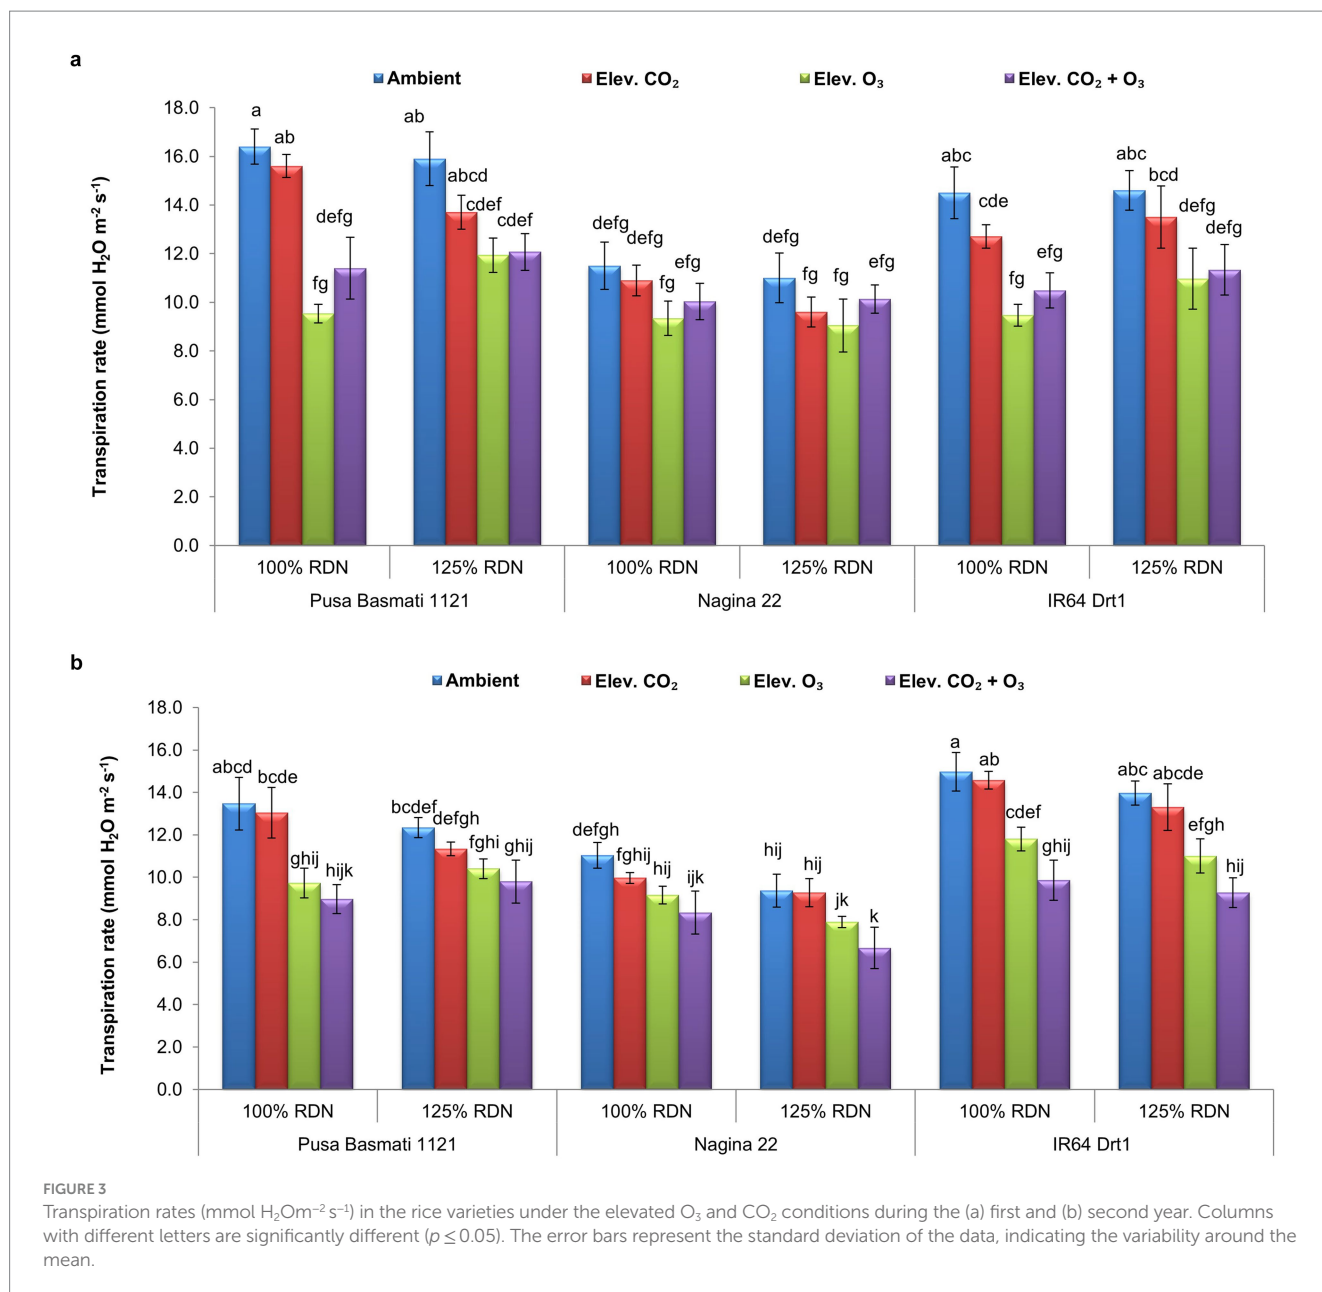 a
Ambient Elev. CO₂ Elev. O₃ Elev. CO₂ + O₃
Transpiration rate (mmol H₂O m⁻² s⁻¹)
18.0
16.0
14.0
12.0
10.0
8.0
6.0
4.0
2.0
0.0
a ab fg defg ab abcd cdef cdef defg defg fg efg defg fg fg efg abc cde fg efg abc bcd defg defg
100% RDN 125% RDN 100% RDN 125% RDN 100% RDN 125% RDN
Pusa Basmati 1121 Nagina 22 IR64 Drt1
b
Ambient Elev. CO₂ Elev. O₃ Elev. CO₂ + O₃
Transpiration rate (mmol H₂O m⁻² s⁻¹)
18.0
16.0
14.0
12.0
10.0
8.0
6.0
4.0
2.0
0.0
abcd bcde ghij hijk bcdef defgh fghi ghij defgh fghij hij ijk hij hij jk k a ab cdef ghij abc abcde efgh hij
100% RDN 125% RDN 100% RDN 125% RDN 100% RDN 125% RDN
Pusa Basmati 1121 Nagina 22 IR64 Drt1
FIGURE 3
Transpiration rates (mmol H₂Om⁻² s⁻¹) in the rice varieties under the elevated O₃ and CO₂ conditions during the (a) first and (b) second year. Columns
with different letters are significantly different (p ≤ 0.05). The error bars represent the standard deviation of the data, indicating the variability around the
mean.